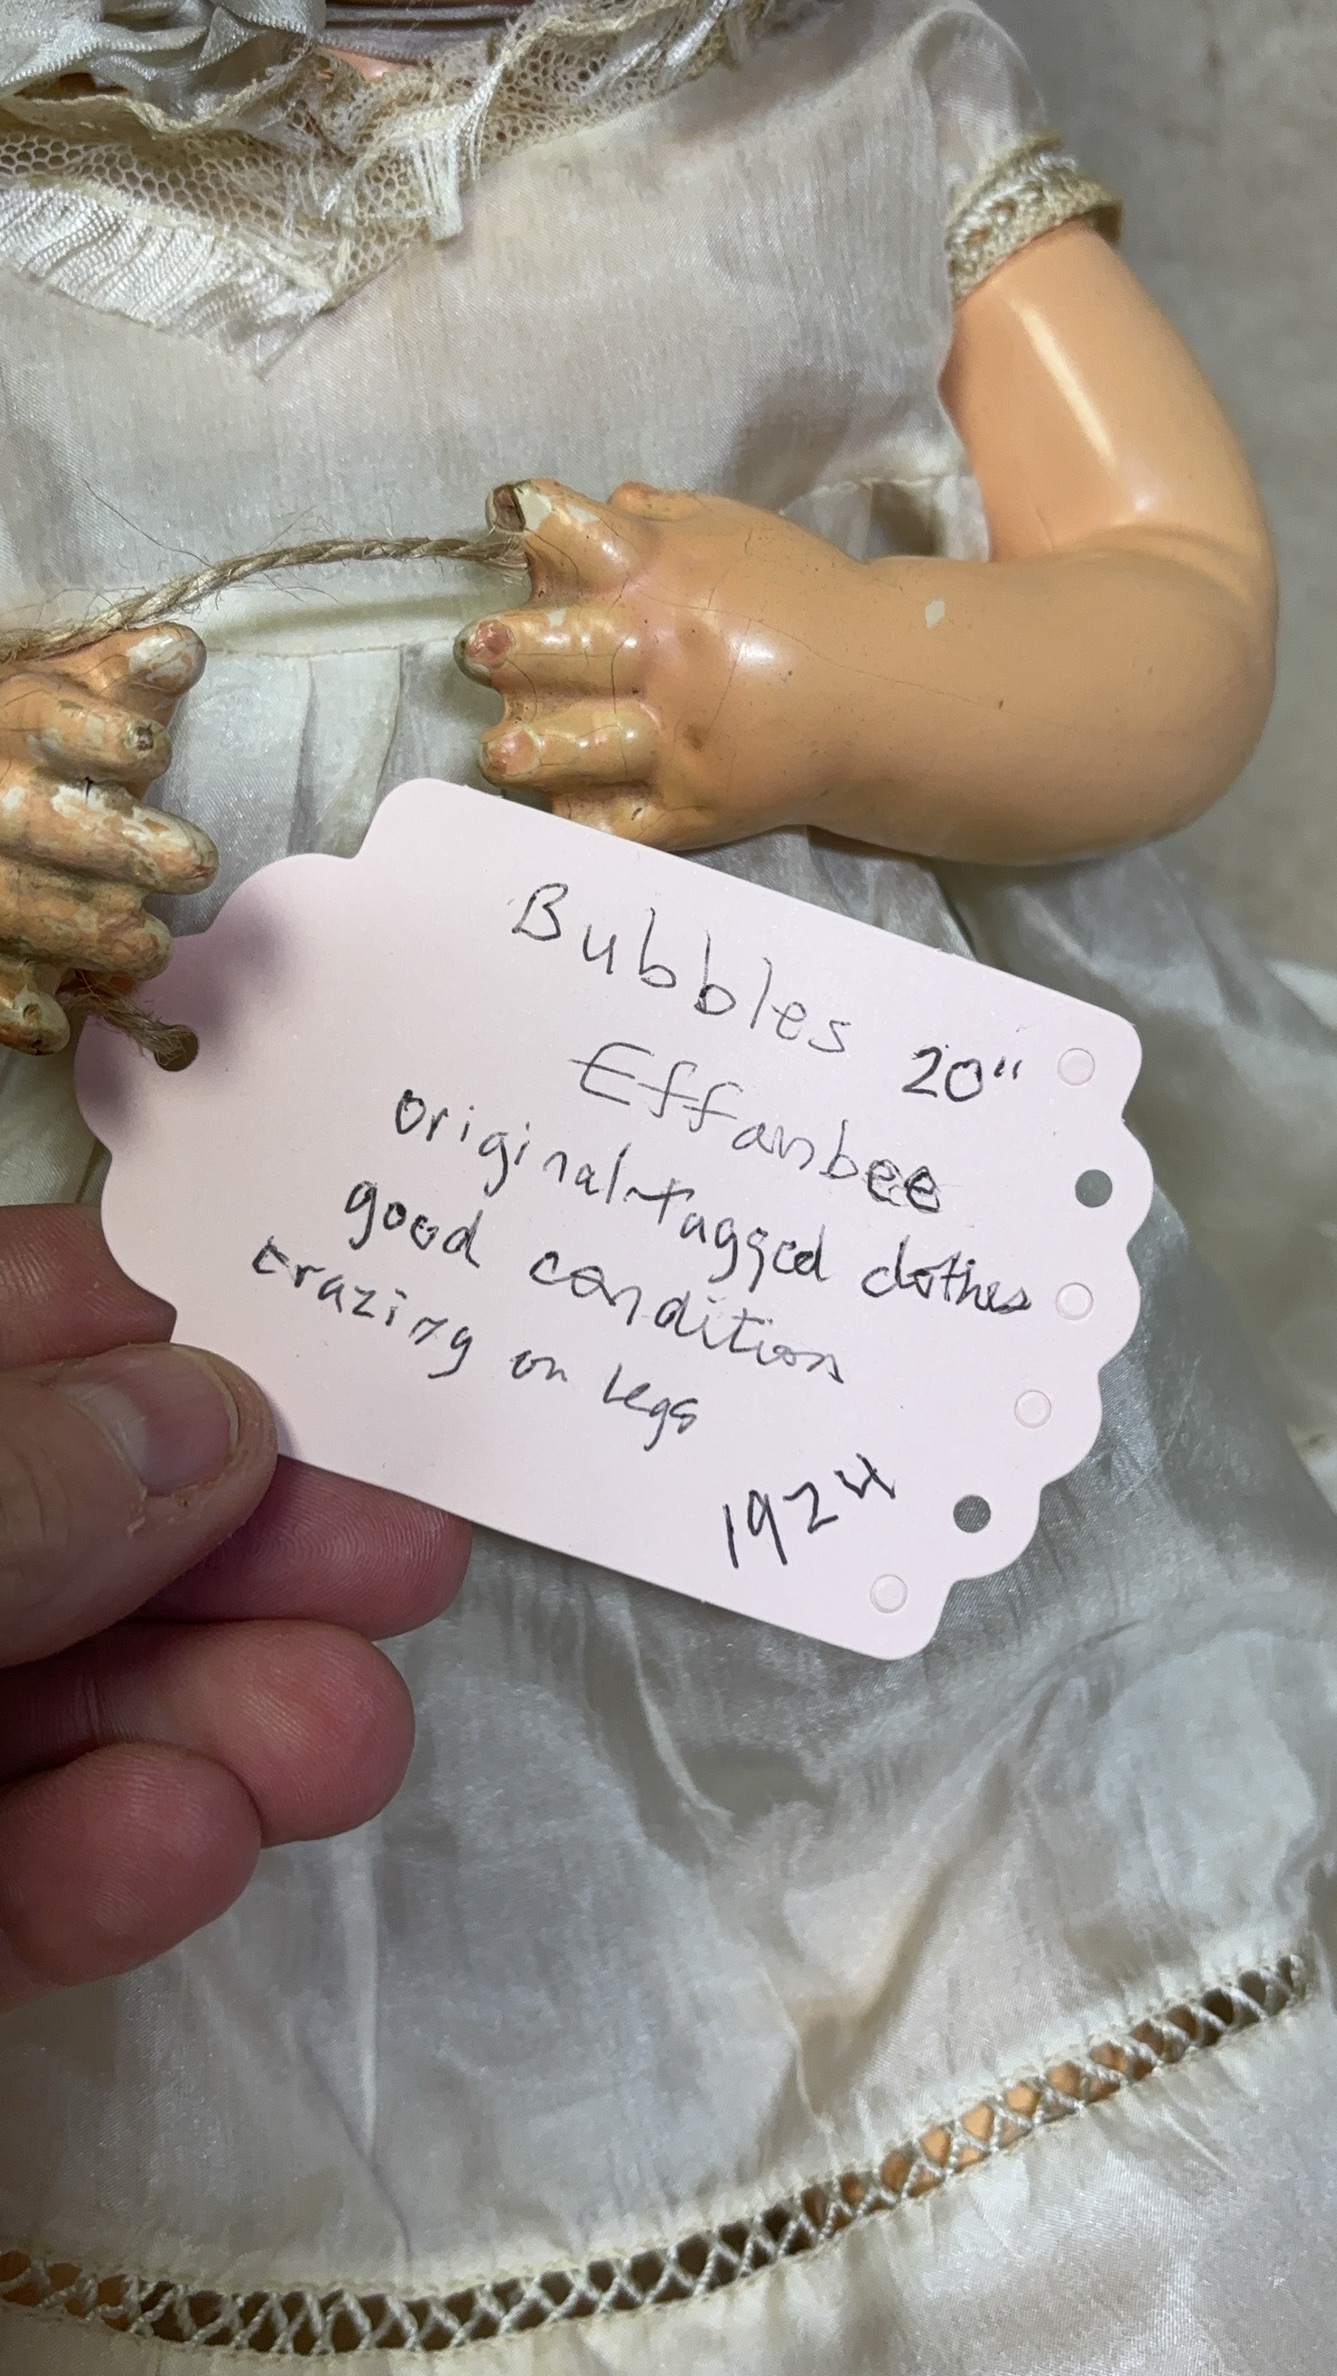 Bubbles 20"
Effanbee
original-tagged clothes
good condition
crazing on legs
1924